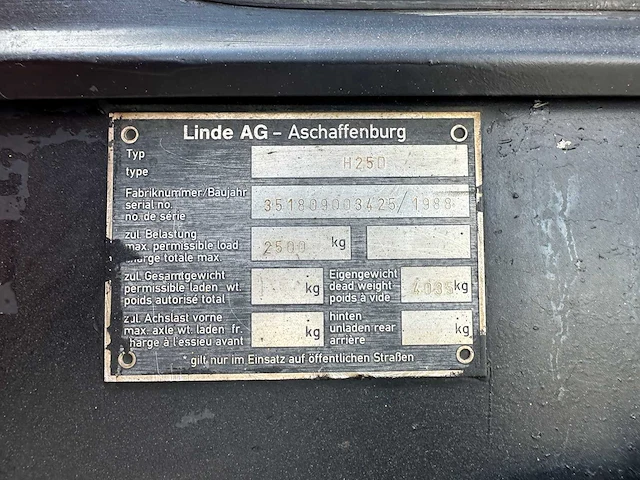 Linde AG – Aschaffenburg
Typ
type
H25D
Fabriknummer/Baujahr
serial no.
no. de série
351809003425/1988
zul. Belastung
max. permissible load
charge totale max.
2500 kg
zul. Gesamtgewicht
permissible laden wt.
poids autorisé total
kg
Eigengewicht
dead weight
poids à vide
kg
zul. Achslast vorne
max. axle wt. laden fr.
charge à l'essieu avant
kg
hinten
unladen rear
arrière
kg
* gilt nur im Einsatz auf öffentlichen Straßen